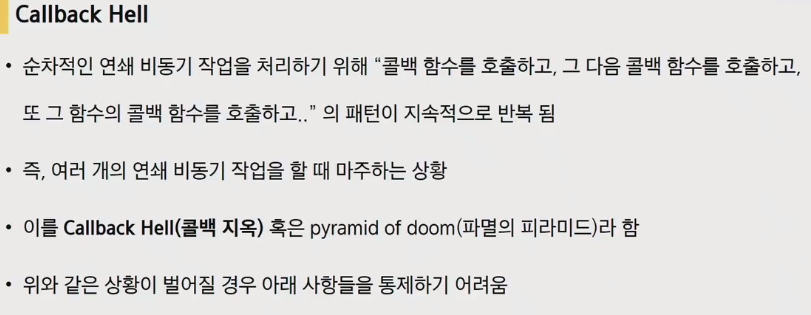 Callback Hell
• 순차적인 연쇄 비동기 작업을 처리하기 위해 “콜백 함수를 호출하고, 그 다음 콜백 함수를 호출하고,
또 그 함수의 콜백 함수를 호출하고..” 의 패턴이 지속적으로 반복 됨
• 즉, 여러 개의 연쇄 비동기 작업을 할 때 마주하는 상황
• 이를 Callback Hell(콜백 지옥) 혹은 pyramid of doom(파멸의 피라미드)라 함
• 위와 같은 상황이 벌어질 경우 아래 사항들을 통제하기 어려움